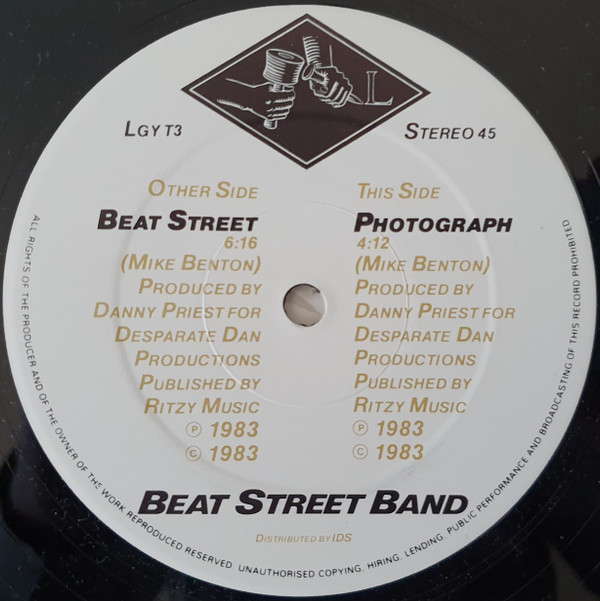 L
LGY T3
STEREO 45
OTHER SIDE
BEAT STREET
6:16
(MIKE BENTON)
PRODUCED BY
DANNY PRIEST FOR
DESPARATE DAN
PRODUCTIONS
PUBLISHED BY
RITZY MUSIC
Ⓟ 1983
© 1983
THIS SIDE
PHOTOGRAPH
4:12
(MIKE BENTON)
PRODUCED BY
DANNY PRIEST FOR
DESPARATE DAN
PRODUCTIONS
PUBLISHED BY
RITZY MUSIC
Ⓟ 1983
© 1983
BEAT STREET BAND
DISTRIBUTED BY IDS
ALL RIGHTS OF THE PRODUCER AND OF THE OWNER OF THE WORK REPRODUCED RESERVED. UNAUTHORISED COPYING, HIRING, LENDING, PUBLIC PERFORMANCE AND BROADCASTING OF THIS RECORD PROHIBITED